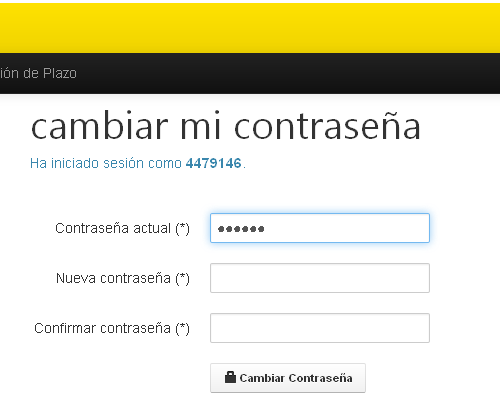 ión de Plazo
cambiar mi contraseña
Ha iniciado sesión como 4479146.
Contraseña actual (*) ••••••
Nueva contraseña (*)
Confirmar contraseña (*)
Cambiar Contraseña